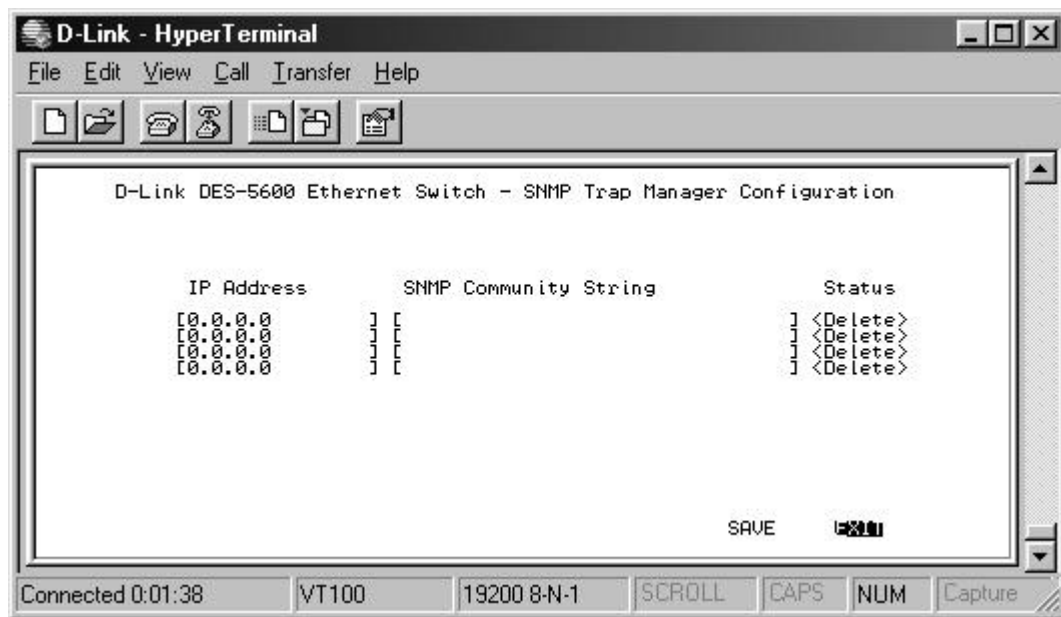 D-Link - HyperTerminal
File Edit View Call Transfer Help
D-Link DES-5600 Ethernet Switch - SNMP Trap Manager Configuration
IP Address SNMP Community String Status
[0.0.0.0 ] [ ] <Delete>
[0.0.0.0 ] [ ] <Delete>
[0.0.0.0 ] [ ] <Delete>
[0.0.0.0 ] [ ] <Delete>
SAVE EXIT
Connected 0:01:38 VT100 19200 8-N-1 SCROLL CAPS NUM Capture